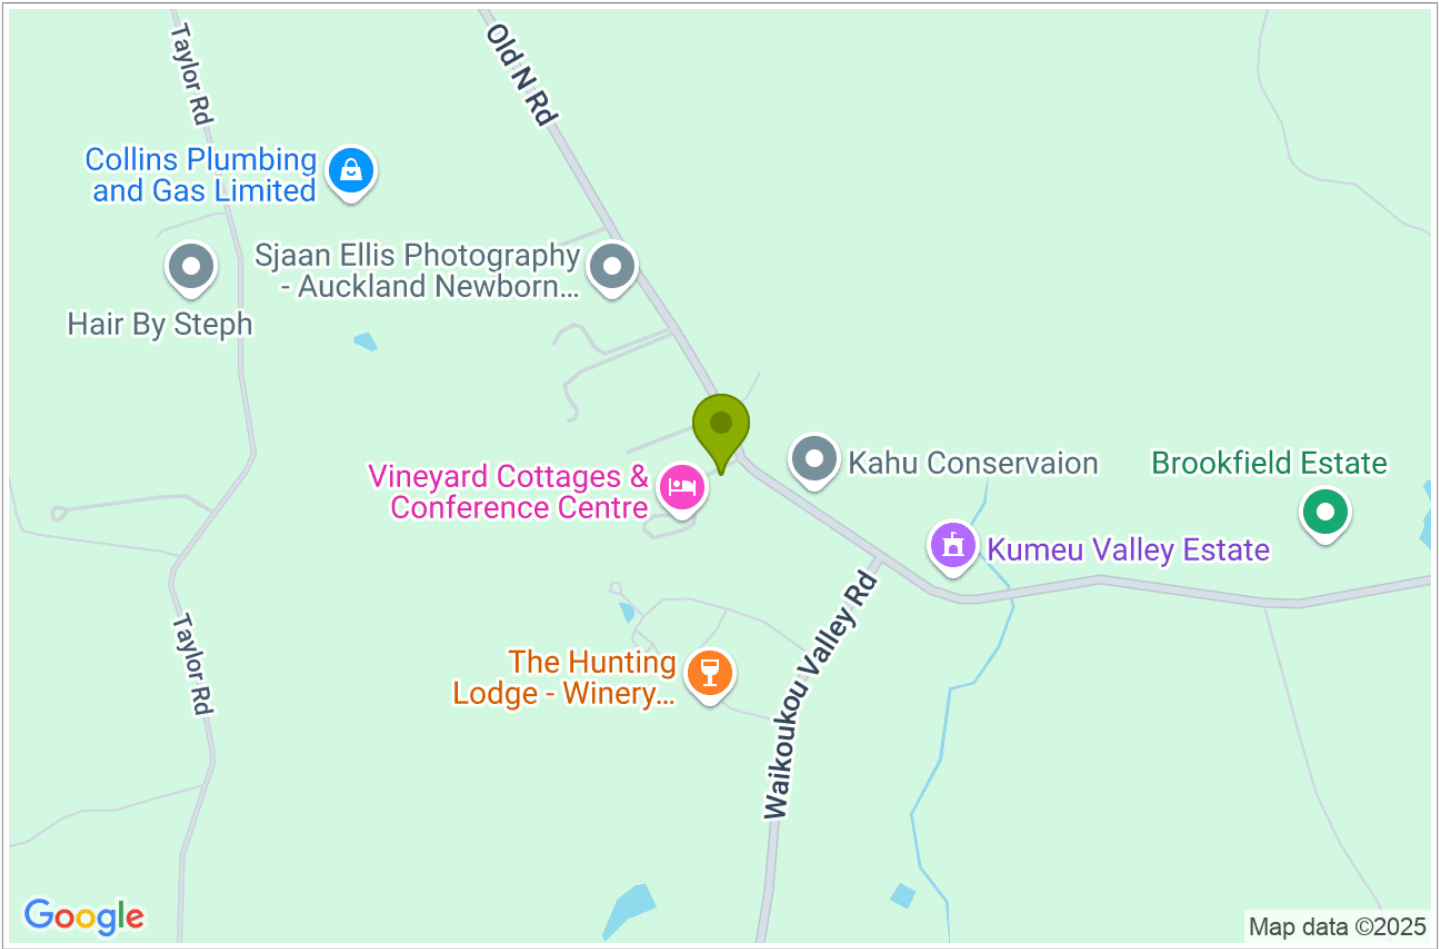 Taylor Rd
Old N Rd
Collins Plumbing
and Gas Limited
Sjaan Ellis Photography
- Auckland Newborn...
Hair By Steph
Vineyard Cottages &
Conference Centre
Kahu Conservaion
Brookfield Estate
Kumeu Valley Estate
Waikoukou Valley Rd
Taylor Rd
The Hunting
Lodge - Winery...
Google
Map data ©2025